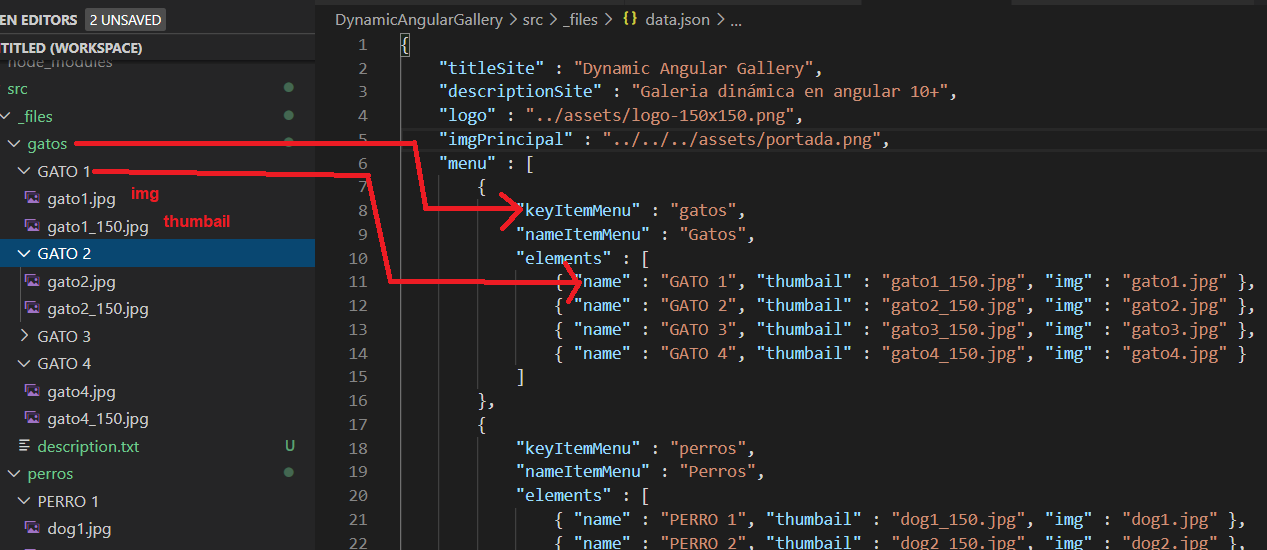 EN EDITORS 2 UNSAVED
TITLED (WORKSPACE)
node_modules
src
_files
gatos
GATO 1
gato1.jpg img
gato1_150.jpg thumbail
GATO 2
gato2.jpg
gato2_150.jpg
GATO 3
GATO 4
gato4.jpg
gato4_150.jpg
description.txt U
perros
PERRO 1
dog1.jpg
DynamicAngularGallery > src > _files > {} data.json > ...
1 {
2 "titleSite" : "Dynamic Angular Gallery",
3 "descriptionSite" : "Galeria dinámica en angular 10+",
4 "logo" : "../assets/logo-150x150.png",
5 "imgPrincipal" : "../../../assets/portada.png",
6 "menu" : [
7 {
8 "keyItemMenu" : "gatos",
9 "nameItemMenu" : "Gatos",
10 "elements" : [
11 { "name" : "GATO 1", "thumbail" : "gato1_150.jpg", "img" : "gato1.jpg" },
12 { "name" : "GATO 2", "thumbail" : "gato2_150.jpg", "img" : "gato2.jpg" },
13 { "name" : "GATO 3", "thumbail" : "gato3_150.jpg", "img" : "gato3.jpg" },
14 { "name" : "GATO 4", "thumbail" : "gato4_150.jpg", "img" : "gato4.jpg" }
15 ]
16 },
17 {
18 "keyItemMenu" : "perros",
19 "nameItemMenu" : "Perros",
20 "elements" : [
21 { "name" : "PERRO 1", "thumbail" : "dog1_150.jpg", "img" : "dog1.jpg" },
22 { "name" : "PERRO 2", "thumbail" : "dog2_150.jpg", "img" : "dog2.jpg" },